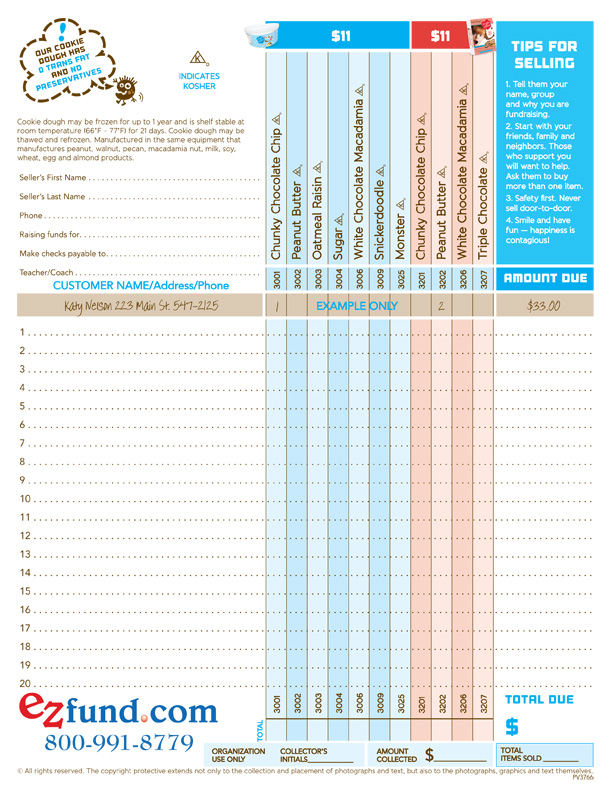 !
OUR COOKIE
DOUGH HAS
0 TRANS FAT
AND NO
PRESERVATIVES
D
INDICATES
KOSHER
$11
$11
TIPS FOR
SELLING
1. Tell them your
name, group
and why you are
fundraising.
2. Start with your
friends, family and
neighbors. Those
who support you
will want to help.
Ask them to buy
more than one item.
3. Safety first. Never
sell door-to-door.
4. Smile and have
fun — happiness is
contagious!
Cookie dough may be frozen for up to 1 year and is shelf stable at
room temperature (66°F - 77°F) for 21 days. Cookie dough may be
thawed and refrozen. Manufactured in the same equipment that
manufactures peanut, walnut, pecan, macadamia nut, milk, soy,
wheat, egg and almond products.
Seller's First Name
Seller's Last Name
Phone
Raising funds for
Make checks payable to
Teacher/Coach
Chunky Chocolate Chip
Peanut Butter
Oatmeal Raisin
Sugar
White Chocolate Macadamia
Snickerdoodle
Monster
Chunky Chocolate Chip
Peanut Butter
White Chocolate Macadamia
Triple Chocolate
CUSTOMER NAME/Address/Phone
3001
3002
3003
3004
3006
3009
3025
3201
3202
3206
3207
AMOUNT DUE
Katy Nelson 223 Main St. 547-2125 1 EXAMPLE ONLY 2 $33.00
1
2
3
4
5
6
7
8
9
10
11
12
13
14
15
16
17
18
19
20
ezfund.com
800-991-8779
TOTAL
3001
3002
3003
3004
3006
3009
3025
3201
3202
3206
3207
TOTAL DUE
$
ORGANIZATION
USE ONLY
COLLECTOR'S
INITIALS
AMOUNT
COLLECTED $
TOTAL
ITEMS SOLD
© All rights reserved. The copyright protective extends not only to the collection and placement of photographs and text, but also to the photographs, graphics and text themselves.
PV3766